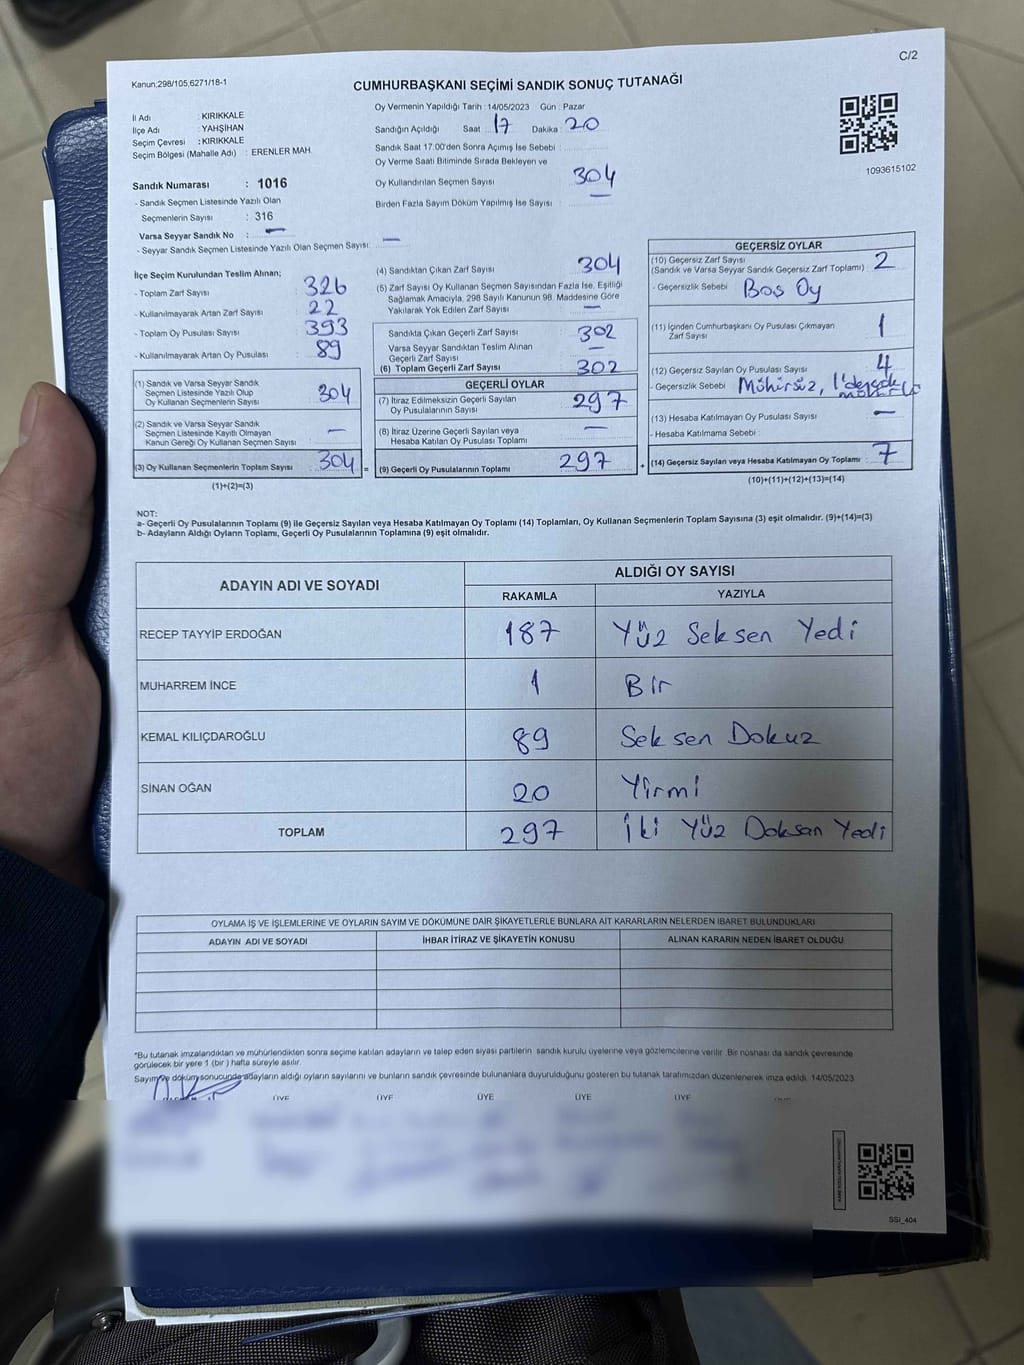 C/2
Kanun,298/105,6271/18-1
CUMHURBAŞKANI SEÇİMİ SANDIK SONUÇ TUTANAĞI
İl Adı : KIRIKKALE
İlçe Adı : YAHŞİHAN
Seçim Çevresi : KIRIKKALE
Seçim Bölgesi (Mahalle Adı) : ERENLER MAH.
Sandık Numarası : 1016
- Sandık Seçmen Listesinde Yazılı Olan
Seçmenlerin Sayısı : 316
Varsa Seyyar Sandık No : —
- Seyyar Sandık Seçmen Listesinde Yazılı Olan Seçmen Sayısı : —
Oy Vermenin Yapıldığı Tarih : 14/05/2023 Gün : Pazar
Sandığın Açıldığı Saat : 17 Dakika : 20
Sandık Saat 17:00'den Sonra Açımış İse Sebebi :
Oy Verme Saati Bitiminde Sırada Bekleyen ve
Oy Kullandırılan Seçmen Sayısı 304
Birden Fazla Sayım Döküm Yapılmış İse Sayısı : —
1093615102
İlçe Seçim Kurulundan Teslim Alınan;
- Toplam Zarf Sayısı : 326
- Kullanılmayarak Artan Zarf Sayısı : 22
- Toplam Oy Pusulası Sayısı : 393
- Kullanılmayarak Artan Oy Pusulası : 89
(1) Sandık ve Varsa Seyyar Sandık
Seçmen Listesinde Yazılı Olup
Oy Kullanan Seçmenlerin Sayısı : 304
(2) Sandık ve Varsa Seyyar Sandık
Seçmen Listesinde Kayıtlı Olmayan
Kanun Gereği Oy Kullanan Seçmen Sayısı : —
(3) Oy Kullanan Seçmenlerin Toplam Sayısı : 304 =
(1)+(2)=(3)
(4) Sandıktan Çıkan Zarf Sayısı 304
(5) Zarf Sayısı Oy Kullanan Seçmen Sayısından Fazla İse, Eşitliği
Sağlamak Amacıyla, 298 Sayılı Kanunun 98. Maddesine Göre
Yakılarak Yok Edilen Zarf Sayısı : —
Sandıkta Çıkan Geçerli Zarf Sayısı : 302
Varsa Seyyar Sandıktan Teslim Alınan
Geçerli Zarf Sayısı : —
(6) Toplam Geçerli Zarf Sayısı : 302
GEÇERLİ OYLAR
(7) İtiraz Edilmeksizin Geçerli Sayılan
Oy Pusulalarının Sayısı : 297
(8) İtiraz Üzerine Geçerli Sayılan veya
Hesaba Katılan Oy Pusulası Toplamı : —
(9) Geçerli Oy Pusulalarının Toplamı : 297 +
GEÇERSİZ OYLAR
(10) Geçersiz Zarf Sayısı
(Sandık ve Varsa Seyyar Sandık Geçersiz Zarf Toplamı) : 2
- Geçersizlik Sebebi : Boş Oy
(11) İçinden Cumhurbaşkanı Oy Pusulası Çıkmayan
Zarf Sayısı : 1
(12) Geçersiz Sayılan Oy Pusulası Sayısı : 4
- Geçersizlik Sebebi : Mühürsüz, 1'den çok
(13) Hesaba Katılmayan Oy Pusulası Sayısı : —
- Hesaba Katılmama Sebebi :
(14) Geçersiz Sayılan veya Hesaba Katılmayan Oy Toplamı : 7
(10)+(11)+(12)+(13)=(14)
NOT:
a- Geçerli Oy Pusulalarının Toplamı (9) ile Geçersiz Sayılan veya Hesaba Katılmayan Oy Toplamı (14) Toplamları, Oy Kullanan Seçmenlerin Toplam Sayısına (3) eşit olmalıdır. (9)+(14)=(3)
b- Adayların Aldığı Oyların Toplamı, Geçerli Oy Pusulalarının Toplamına (9) eşit olmalıdır.
ADAYIN ADI VE SOYADI
ALDIĞI OY SAYISI
RAKAMLA YAZIYLA
RECEP TAYYİP ERDOĞAN 187 Yüz Seksen Yedi
MUHARREM İNCE 1 Bir
KEMAL KILIÇDAROĞLU 89 Seksen Dokuz
SİNAN OĞAN 20 Yirmi
TOPLAM 297 İki Yüz Doksan Yedi
OYLAMA İŞ VE İŞLEMLERİNE VE OYLARIN SAYIM VE DÖKÜMÜNE DAİR ŞİKAYETLERLE BUNLARA AİT KARARLARIN NELERDEN İBARET BULUNDUKLARI
ADAYIN ADI VE SOYADI İHBAR İTİRAZ VE ŞİKAYETİN KONUSU ALINAN KARARIN NEDEN İBARET OLDUĞU
*Bu tutanak imzalandıktan ve mühürlendikten sonra seçime katılan adayların ve talep eden siyasi partilerin sandık kurulu üyelerine veya gözlemcilerine verilir. Bir nüshası da sandık çevresinde
görülecek bir yere 1 (bir ) hafta süreyle asılır.
Sayım ve döküm sonucunda adayların aldığı oyların sayılarını ve bunların sandık çevresinde bulunanlara duyurulduğunu gösteren bu tutanak tarafımızdan düzenlenerek imza edildi. 14/05/2023
ÜYE ÜYE ÜYE ÜYE ÜYE
SSİ_404